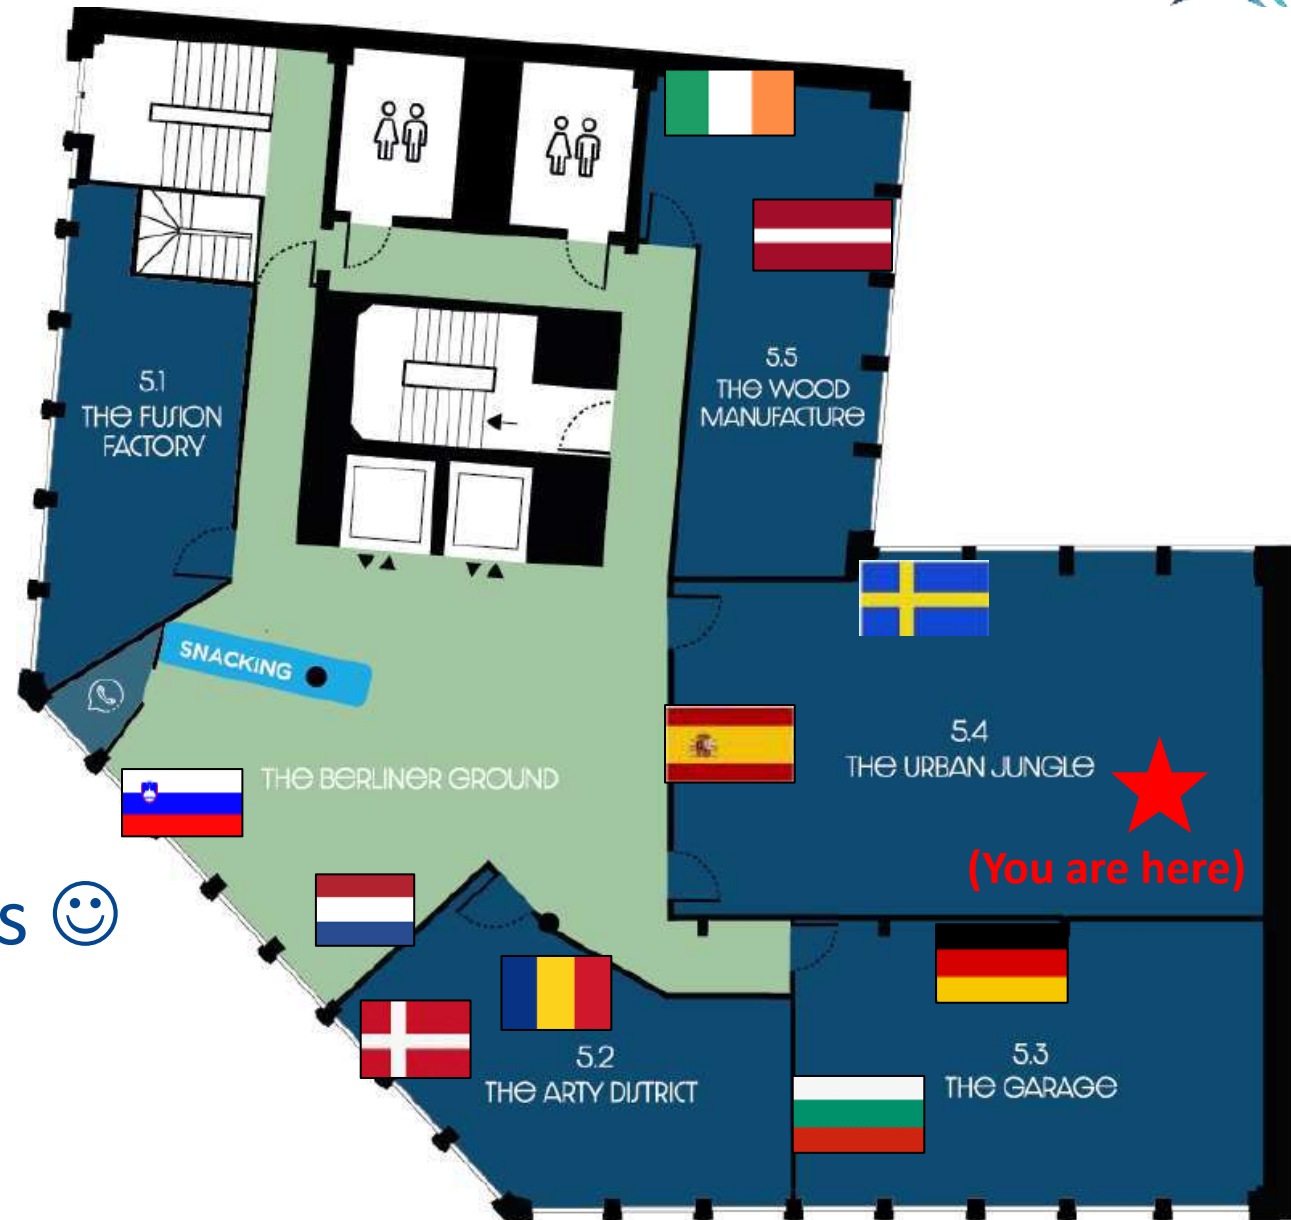 5.1
THE FUSION
FACTORY
5.5
THE WOOD
MANUFACTURE
SNACKING
THE BERLINER GROUND
5.4
THE URBAN JUNGLE
(You are here)
s ☺
5.2
THE ARTY DISTRICT
5.3
THE GARAGE